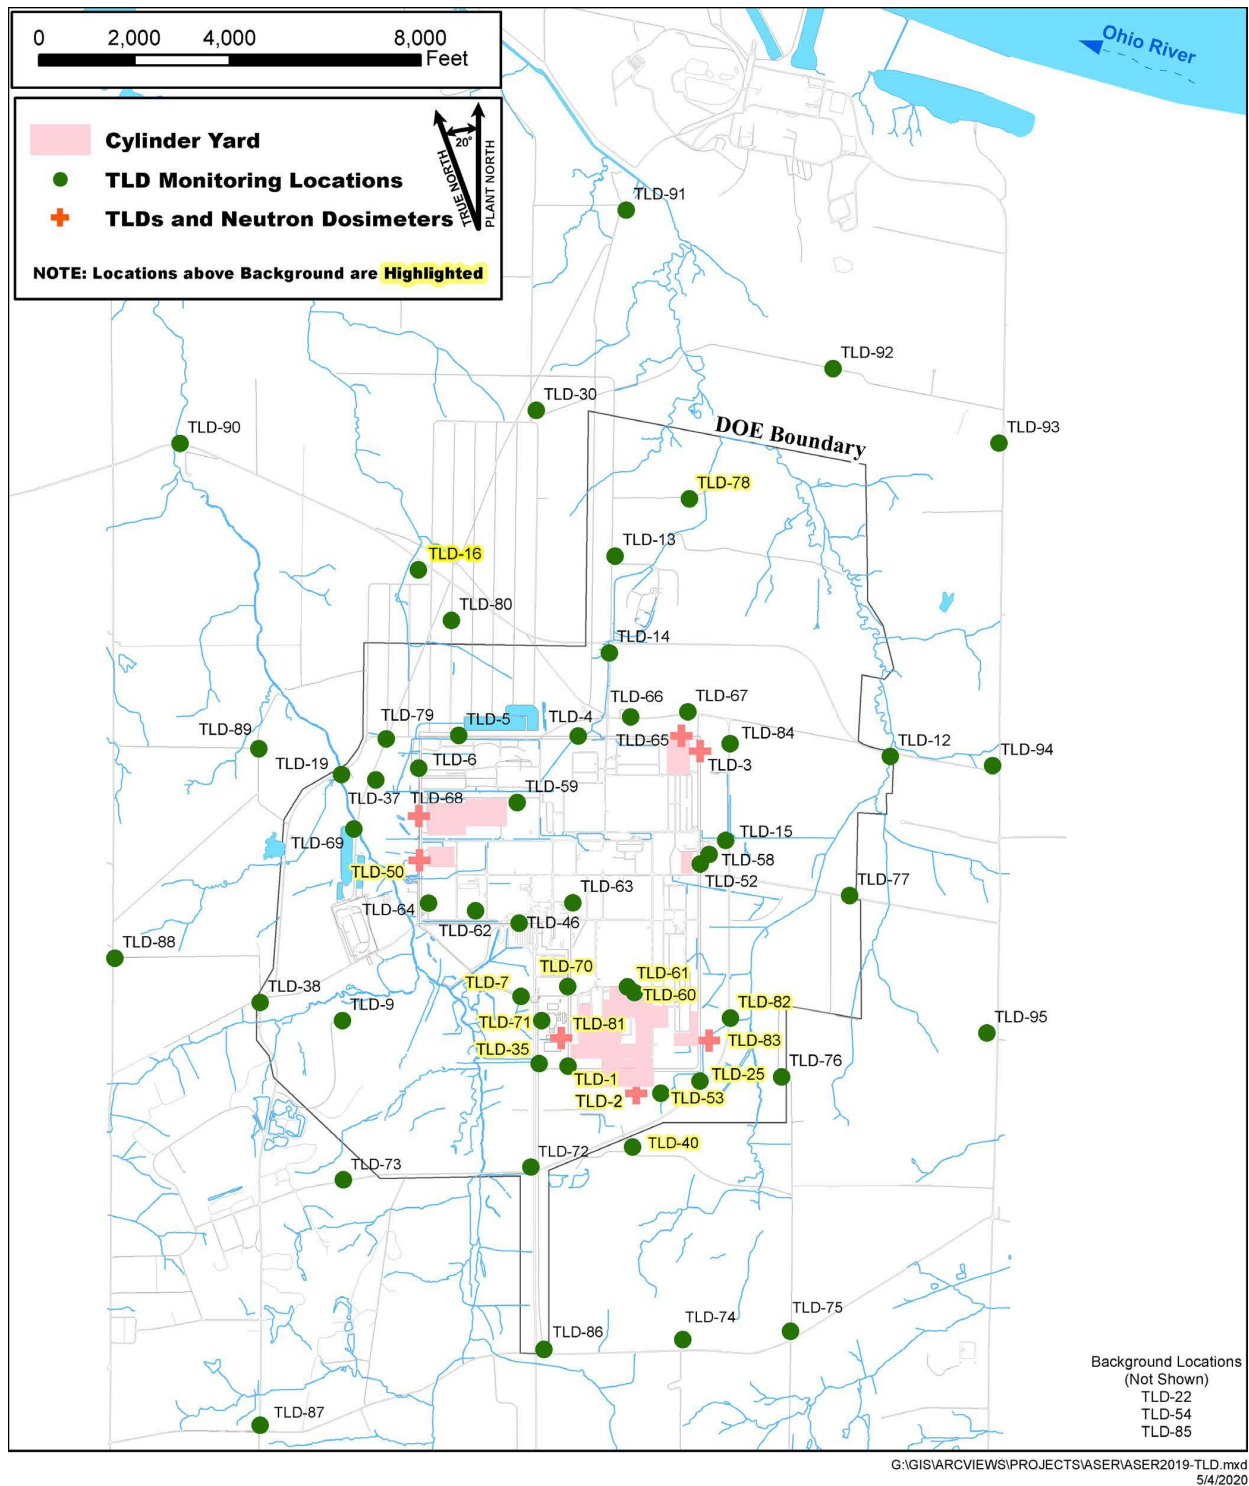 0 2,000 4,000 8,000
Feet
Ohio River
Cylinder Yard
TLD Monitoring Locations
TLDs and Neutron Dosimeters
20°
TRUE NORTH
PLANT NORTH
NOTE: Locations above Background are Highlighted
TLD-91
TLD-92
TLD-30
TLD-90
DOE Boundary
TLD-93
TLD-78
TLD-13
TLD-16
TLD-80
TLD-14
TLD-66
TLD-67
TLD-79
TLD-5
TLD-4
TLD-89
TLD-65
TLD-84
TLD-12
TLD-94
TLD-19
TLD-6
TLD-3
TLD-59
TLD-37
TLD-68
TLD-69
TLD-15
TLD-58
TLD-50
TLD-52
TLD-77
TLD-63
TLD-64
TLD-62
TLD-46
TLD-88
TLD-70
TLD-61
TLD-7
TLD-60
TLD-38
TLD-9
TLD-82
TLD-71
TLD-81
TLD-95
TLD-83
TLD-35
TLD-76
TLD-1
TLD-25
TLD-2
TLD-53
TLD-40
TLD-72
TLD-73
TLD-75
TLD-74
TLD-86
TLD-87
Background Locations
(Not Shown)
TLD-22
TLD-54
TLD-85
G:\GIS\ARCVIEWS\PROJECTS\ASER\ASER2019-TLD.mxd
5/4/2020